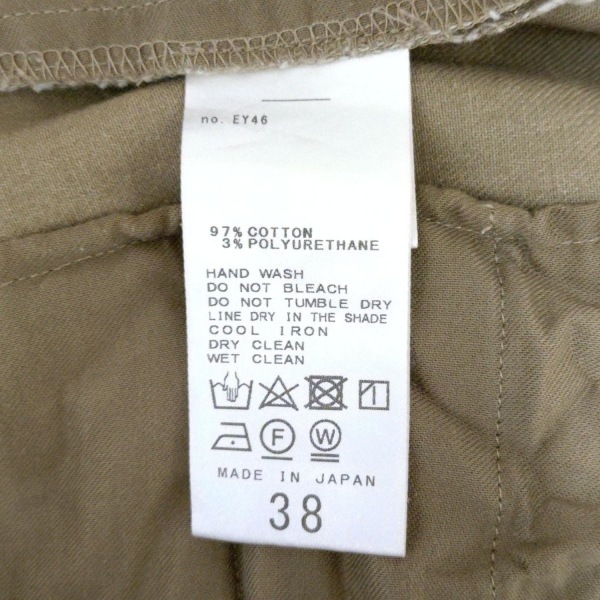 no. EY46
97% COTTON
3% POLYURETHANE
HAND WASH
DO NOT BLEACH
DO NOT TUMBLE DRY
LINE DRY IN THE SHADE
COOL IRON
DRY CLEAN
WET CLEAN
F W
MADE IN JAPAN
38